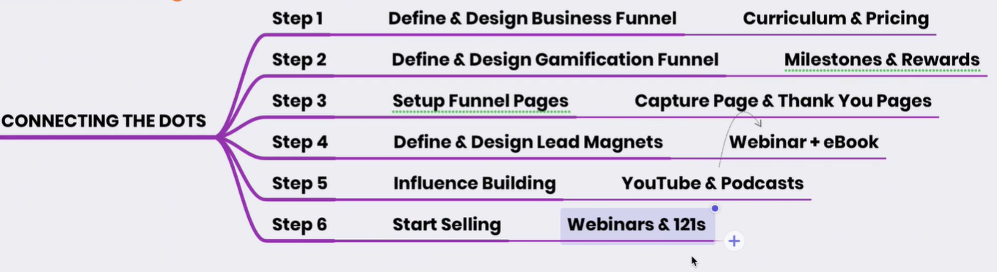 CONNECTING THE DOTS
Step 1 Define & Design Business Funnel Curriculum & Pricing
Step 2 Define & Design Gamification Funnel Milestones & Rewards
Step 3 Setup Funnel Pages Capture Page & Thank You Pages
Step 4 Define & Design Lead Magnets Webinar + eBook
Step 5 Influence Building YouTube & Podcasts
Step 6 Start Selling Webinars & 121s